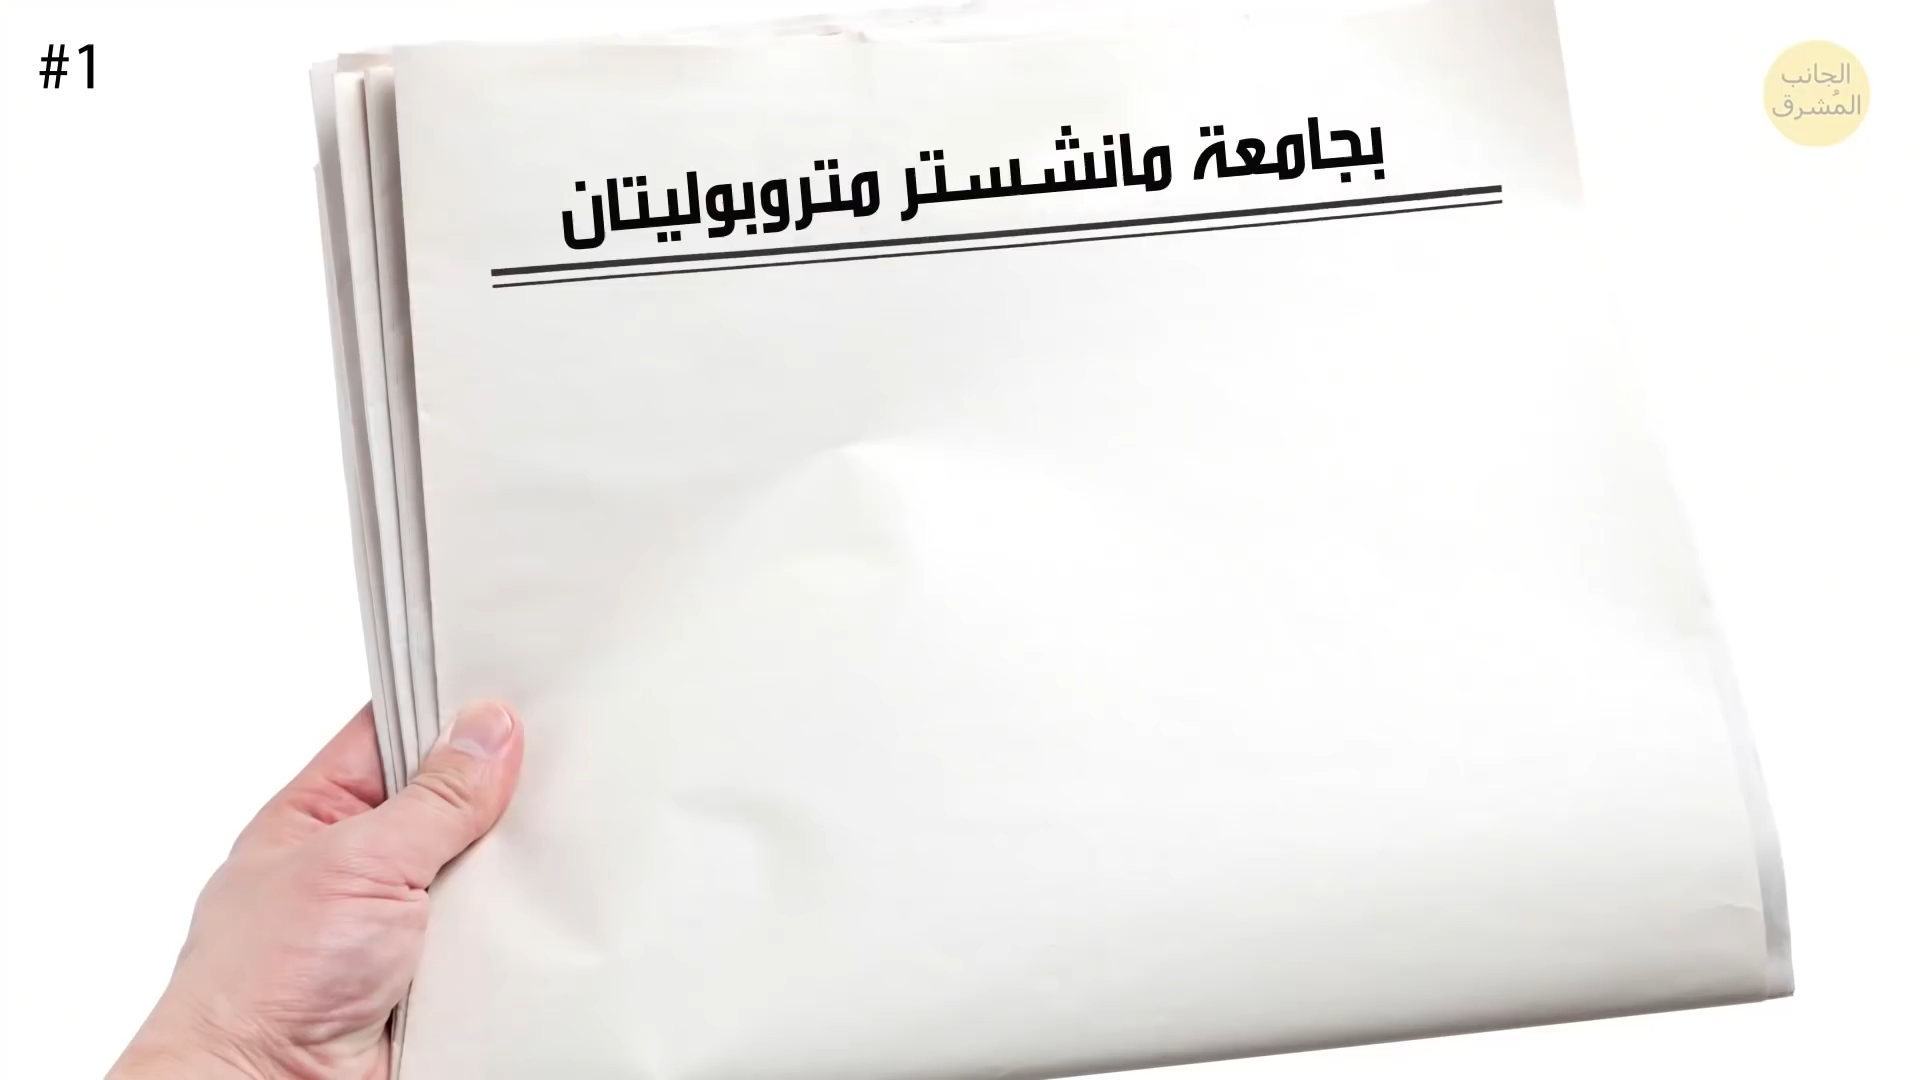 #1
بجامعة مانشستر متروبوليتان
الجانب
المُشرق